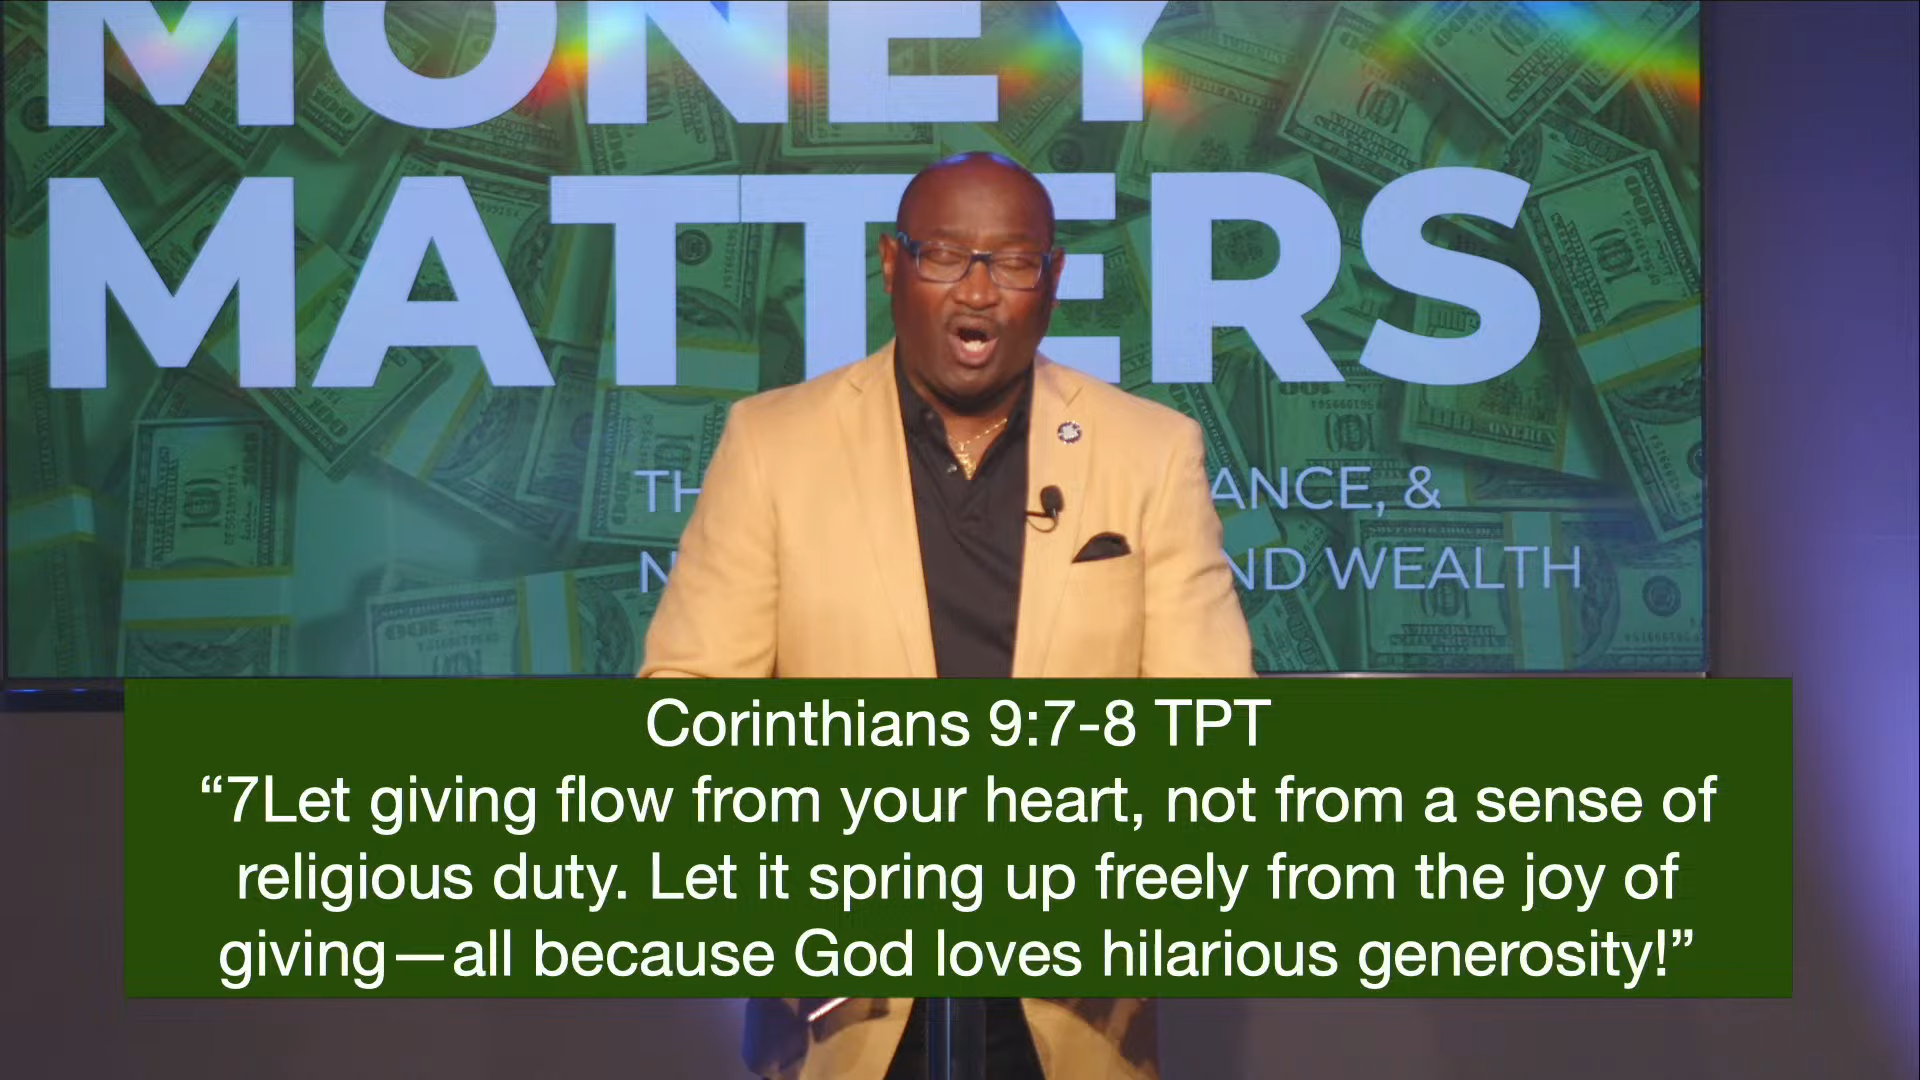 MONEY
MATTERS
ANCE, &
ND WEALTH
Corinthians 9:7-8 TPT
“7Let giving flow from your heart, not from a sense of
religious duty. Let it spring up freely from the joy of
giving—all because God loves hilarious generosity!”